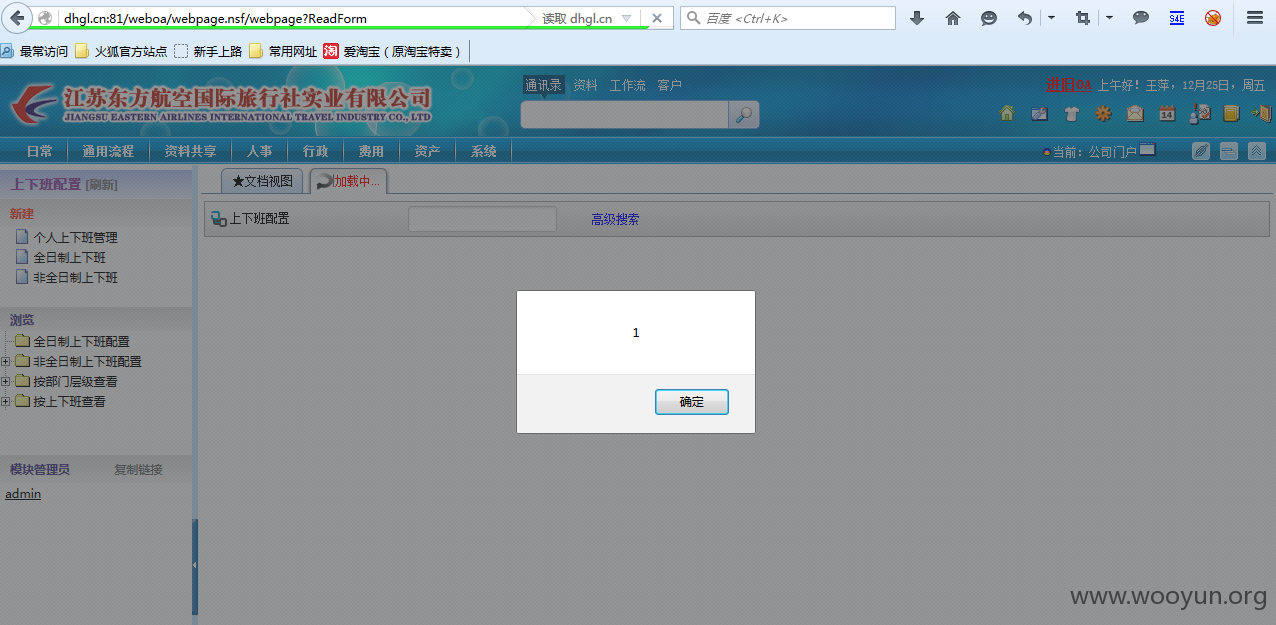 dhgl.cn:81/weboa/webpage.nsf/webpage?ReadForm 读取 dhgl.cn 百度 <Ctrl+K> S4E
最常访问 火狐官方站点 新手上路 常用网址 淘 爱淘宝（原淘宝特卖）
通讯录 资料 工作流 客户 进旧OA 上午好！王萍，12月25日，周五
江苏东方航空国际旅行社实业有限公司
JIANGSU EASTERN AIRLINES INTERNATIONAL TRAVEL INDUSTRY CO., LTD
14
日常 通用流程 资料共享 人事 行政 费用 资产 系统 当前：公司门户
上下班配置 [刷新] ★文档视图 加载中...
新建 上下班配置 高级搜索
个人上下班管理
全日制上下班
非全日制上下班
浏览
全日制上下班配置
非全日制上下班配置
按部门层级查看
按上下班查看
1
确定
模块管理员 复制链接
admin
www.wooyun.org